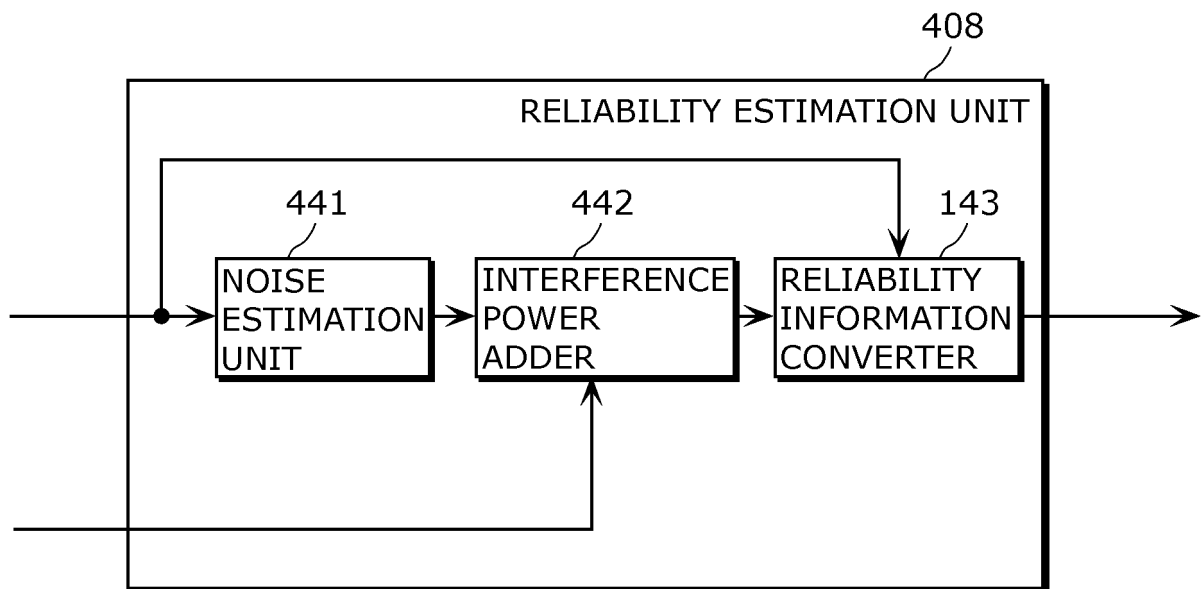 408
RELIABILITY ESTIMATION UNIT
441
442
143
NOISE
ESTIMATION
UNIT
INTERFERENCE
POWER
ADDER
RELIABILITY
INFORMATION
CONVERTER